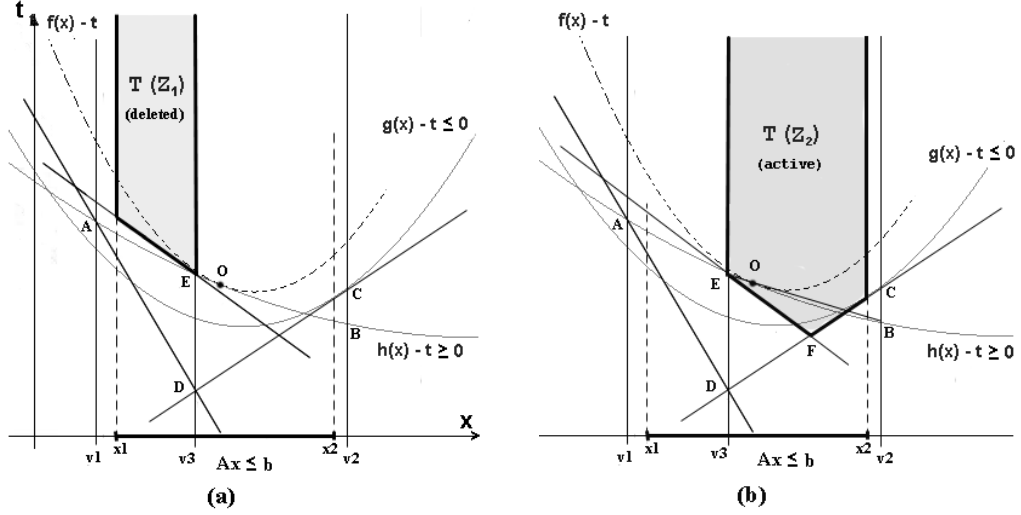 t
f(x) - t
T (Z₁)
(deleted)
g(x) - t ≤ 0
A
E
O
C
B
h(x) - t ≥ 0
D
X
v1
x1
v3
Ax ≤ b
x2
v2
(a)
f(x) - t
T (Z₂)
(active)
g(x) - t ≤ 0
A
E
O
C
B
F
h(x) - t ≥ 0
D
v1
x1
v3
Ax ≤ b
x2
v2
(b)